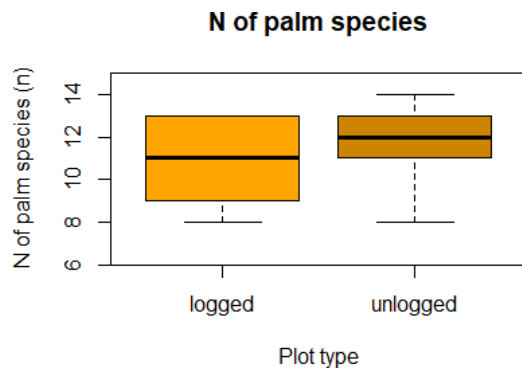 N of palm species
N of palm species (n)
14
12
10
8
6
logged unlogged
Plot type